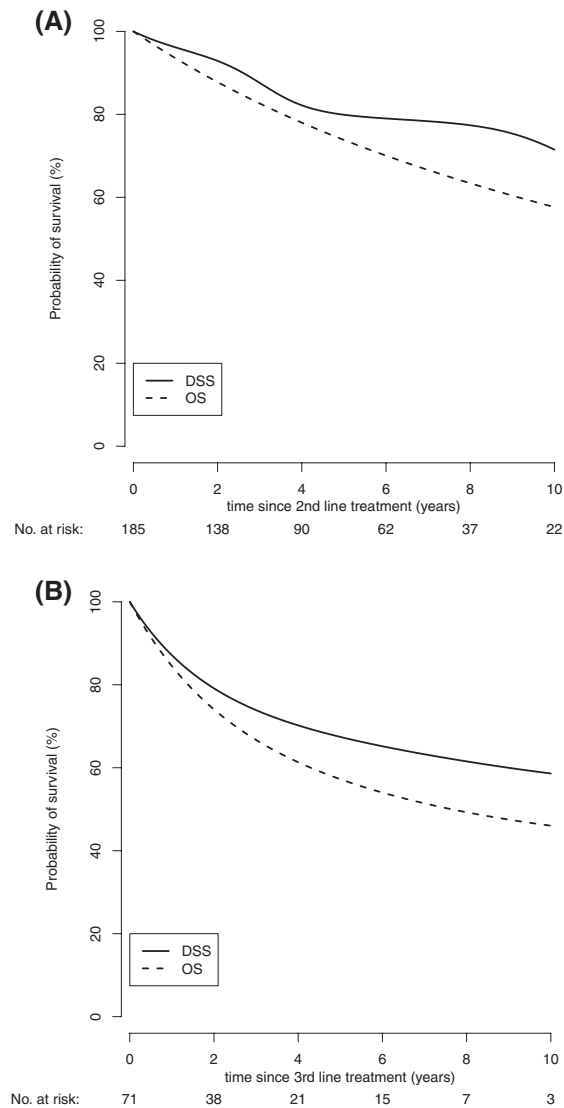 (A)
100
80
60
40
20
0
Probability of survival (%)
DSS
OS
0 2 4 6 8 10
time since 2nd line treatment (years)
No. at risk: 185 138 90 62 37 22
(B)
100
80
60
40
20
0
Probability of survival (%)
DSS
OS
0 2 4 6 8 10
time since 3rd line treatment (years)
No. at risk: 71 38 21 15 7 3